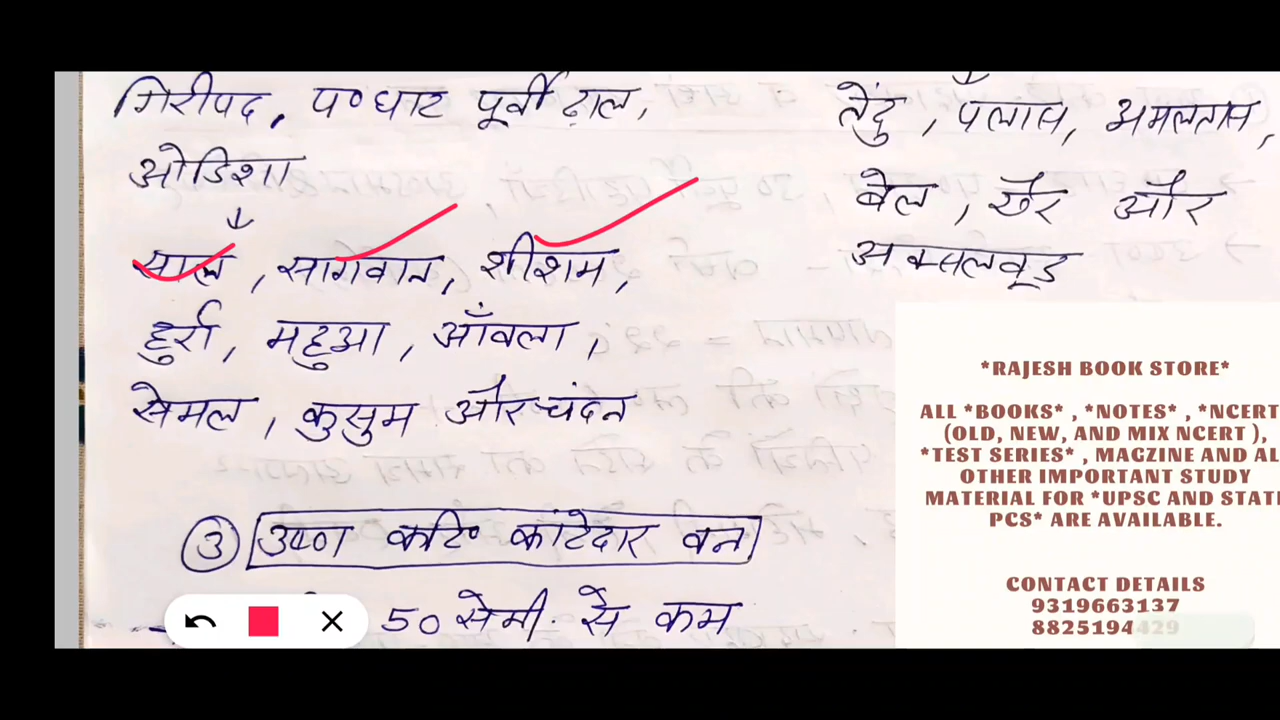 गिरीपद, प० घाट पूर्वी ढ़ाल,
ओडिशा
↓
साल, सागवान, शीशम,
हुर्रा, महुआ, आँवला,
सेमल, कुसुम और चंदन
③ उष्ण कटि० कांटेदार वन
50 सेमी. से कम
तेंदु, पलास, अमलतास,
बेल, खैर और
अक्सलवूड
*RAJESH BOOK STORE*
ALL *BOOKS* , *NOTES* , *NCERT
(OLD, NEW, AND MIX NCERT ),
*TEST SERIES* , MAGZINE AND AL
OTHER IMPORTANT STUDY
MATERIAL FOR *UPSC AND STATE
PCS* ARE AVAILABLE.
CONTACT DETAILS
9319663137
8825194429